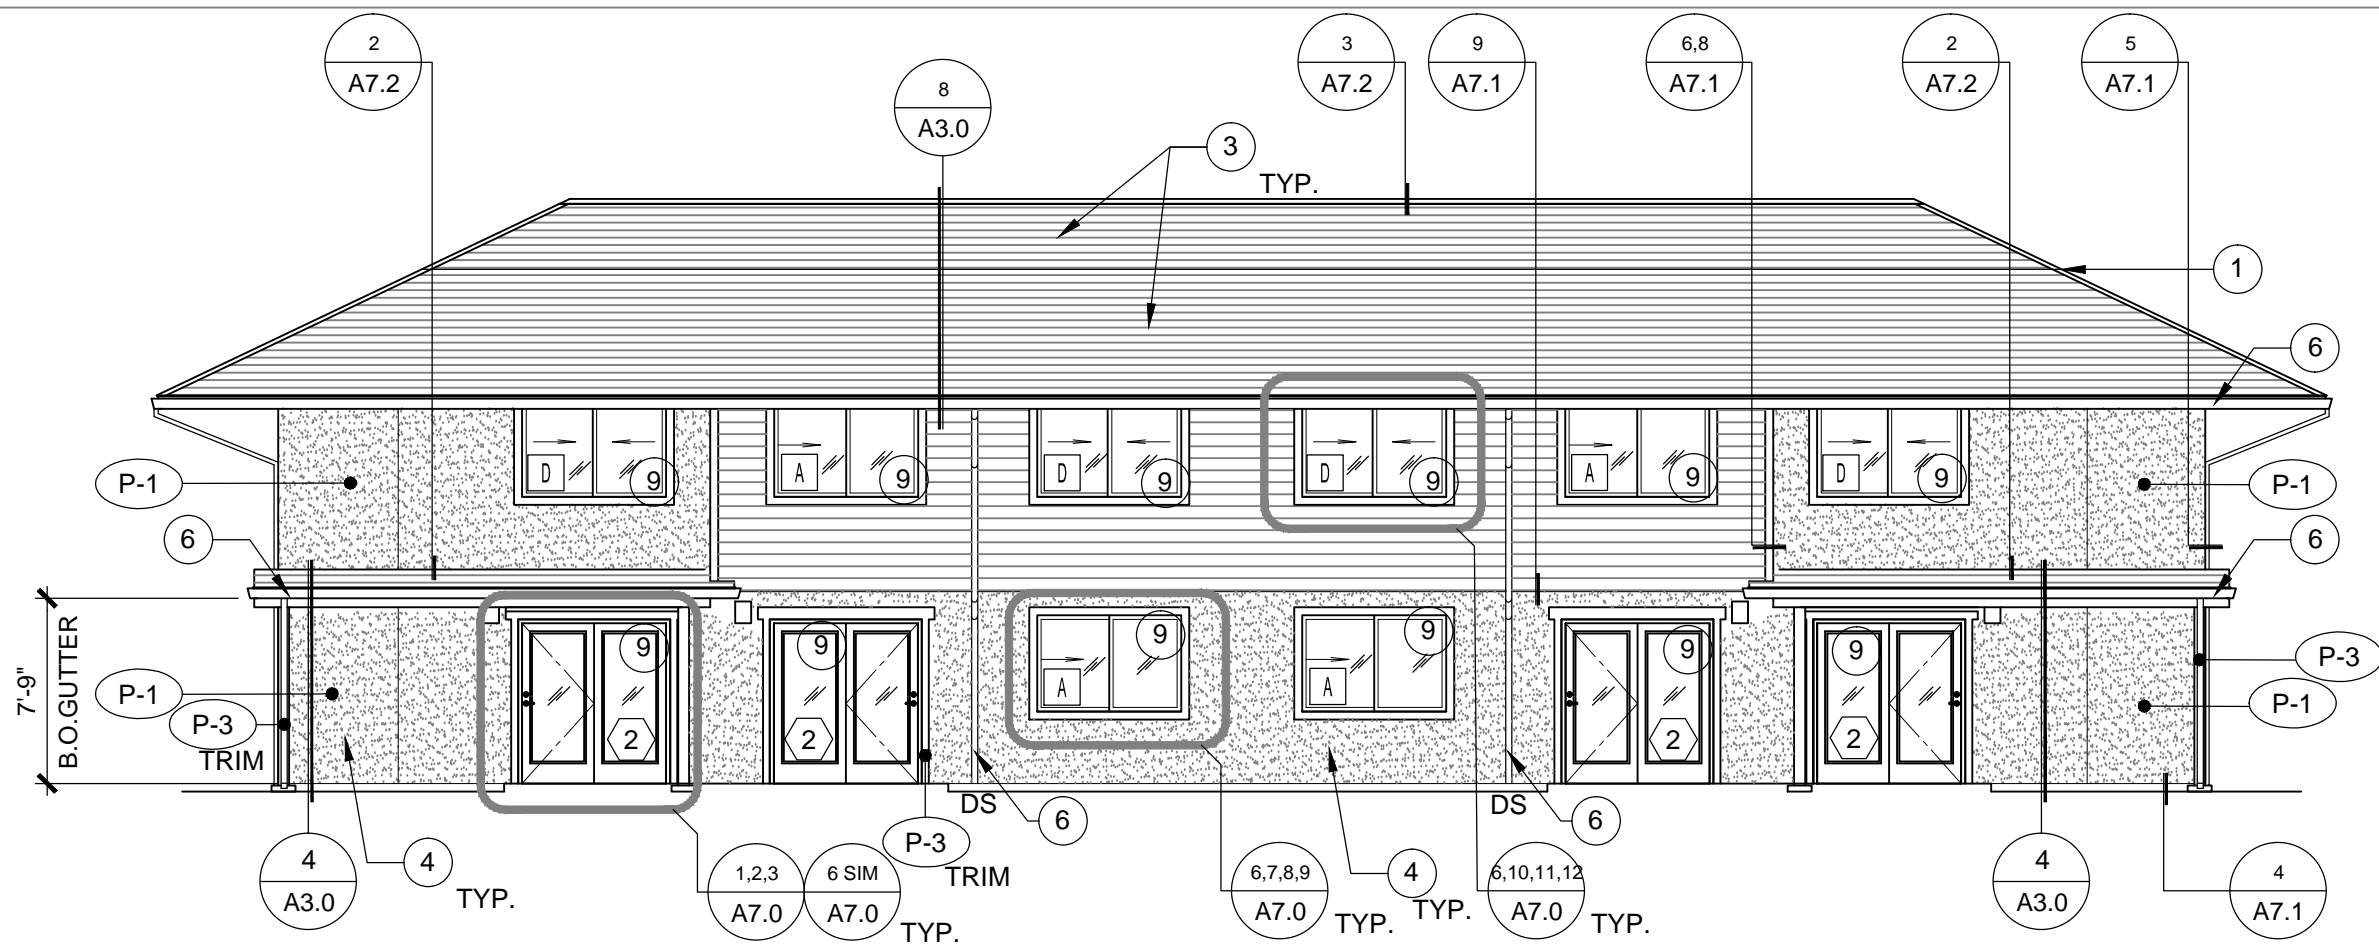 2
A7.2
8
A3.0
3
A7.2
9
A7.1
6,8
A7.1
2
A7.2
5
A7.1
3
TYP.
1
6
D
9
A
9
D
9
D
9
A
9
D
9
P-1
P-1
6
6
7'-9"
B.O.GUTTER
9
9
9
9
9
9
A
A
P-1
P-3
TRIM
P-3
P-1
2
2
2
2
DS
6
DS
6
4
A3.0
4
TYP.
1,2,3
A7.0
6 SIM
A7.0
TYP.
P-3
TRIM
6,7,8,9
A7.0
TYP.
4
TYP.
6,10,11,12
A7.0
TYP.
4
A3.0
4
A7.1